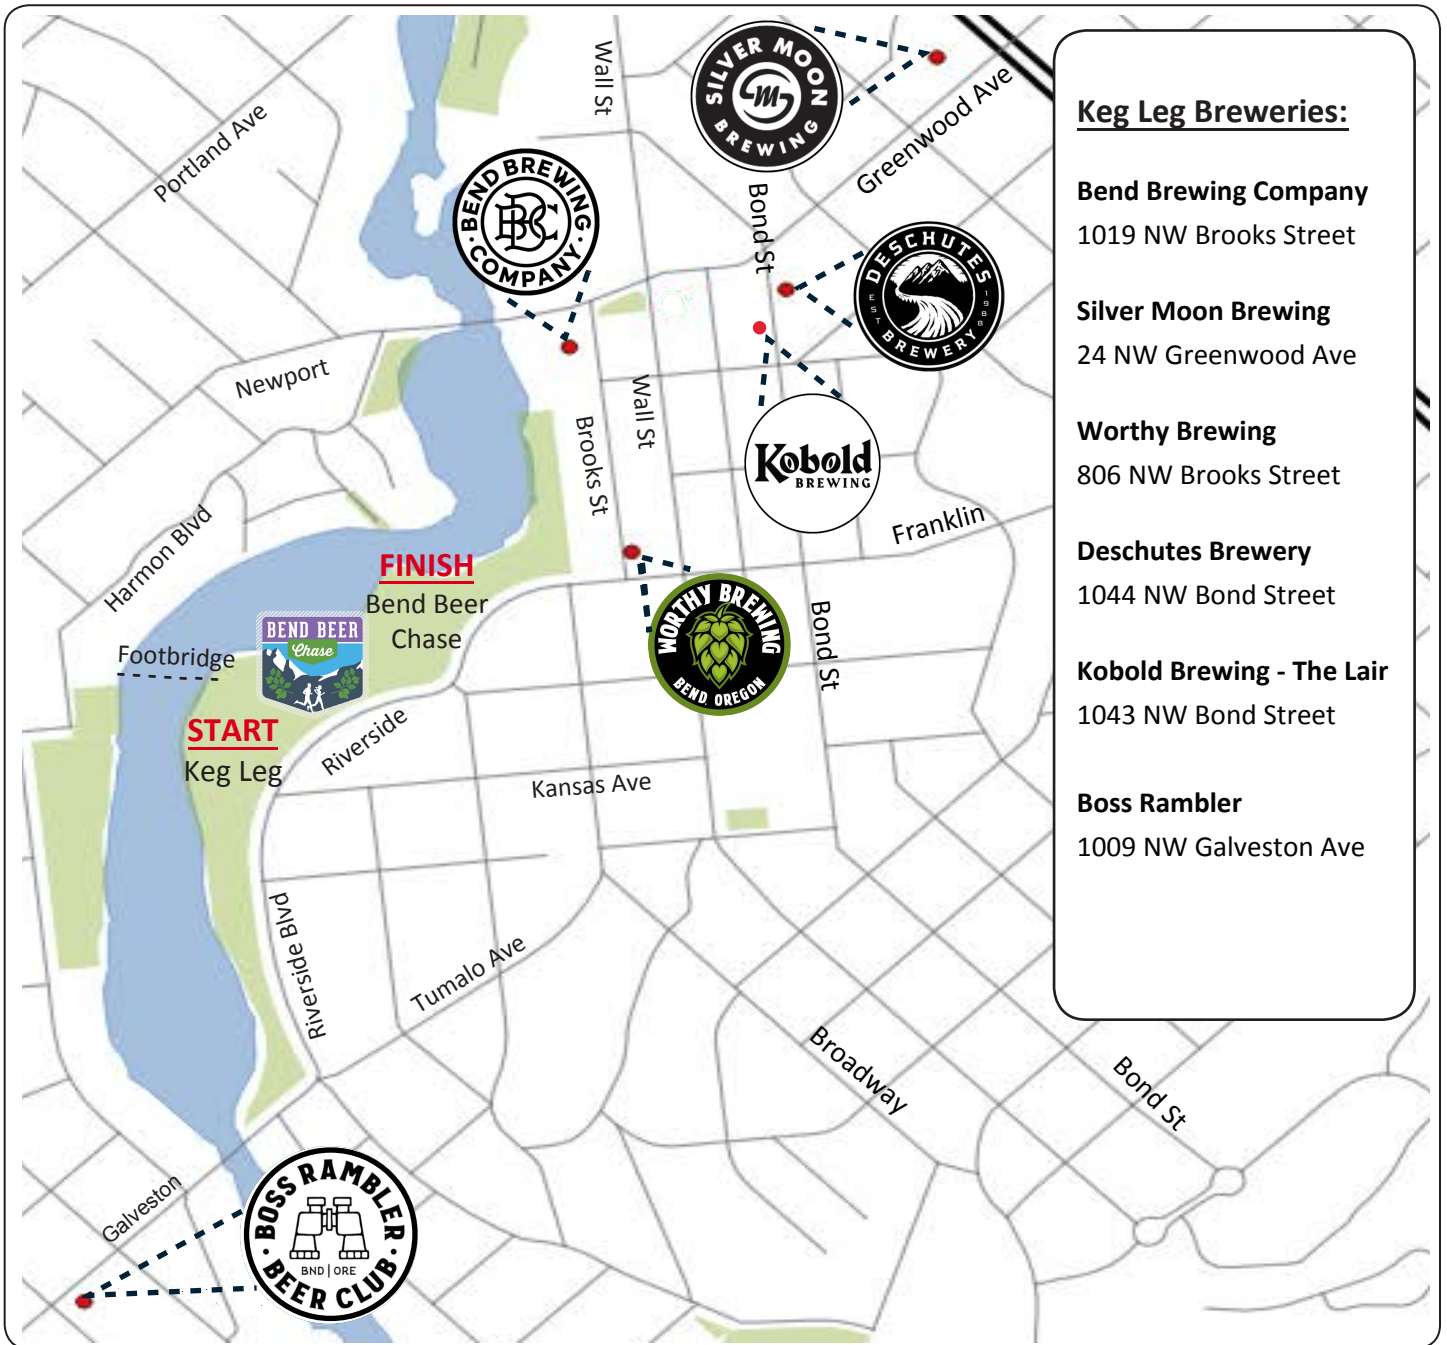 Wall St
Portland Ave
SILVER MOON
SM
BREWING
Greenwood Ave
BEND BREWING
BBC
COMPANY
Bond St
DESCHUTES
EST 1988
BREWERY
Newport
Wall St
Brooks St
Kobold
BREWING
Franklin
Harmon Blvd
FINISH
Bend Beer
Chase
BEND BEER
Chase
Footbridge
WORTHY BREWING
BEND, OREGON
Bond St
START
Keg Leg
Riverside
Kansas Ave
Riverside Blvd
Tumalo Ave
Broadway
Bond St
Galveston
BOSS RAMBLER
BND | ORE
BEER CLUB
Keg Leg Breweries:
Bend Brewing Company
1019 NW Brooks Street
Silver Moon Brewing
24 NW Greenwood Ave
Worthy Brewing
806 NW Brooks Street
Deschutes Brewery
1044 NW Bond Street
Kobold Brewing - The Lair
1043 NW Bond Street
Boss Rambler
1009 NW Galveston Ave